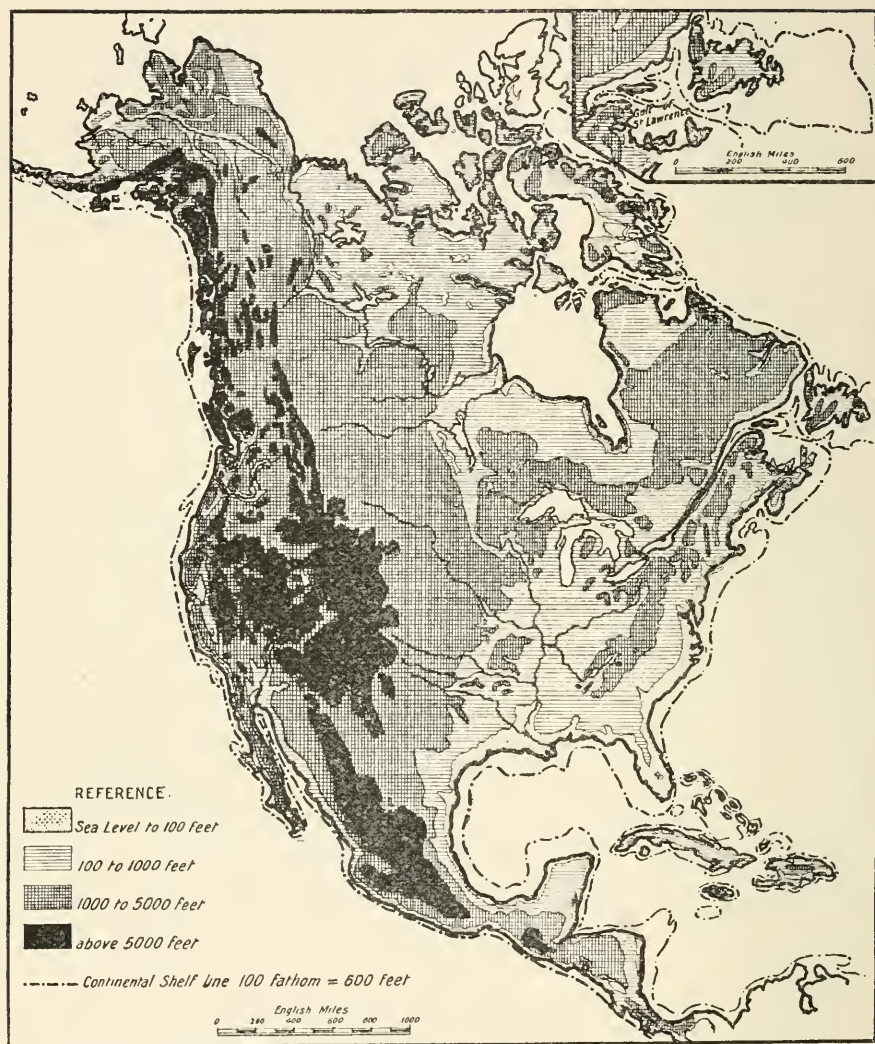 Gulf of
St Lawrence
English Miles
0 200 400 600
REFERENCE.
Sea Level to 100 Feet
100 to 1000 feet
1000 to 5000 feet
above 5000 feet
Continental Shelf Line 100 fathom = 600 feet
English Miles
0 200 400 600 800 1000